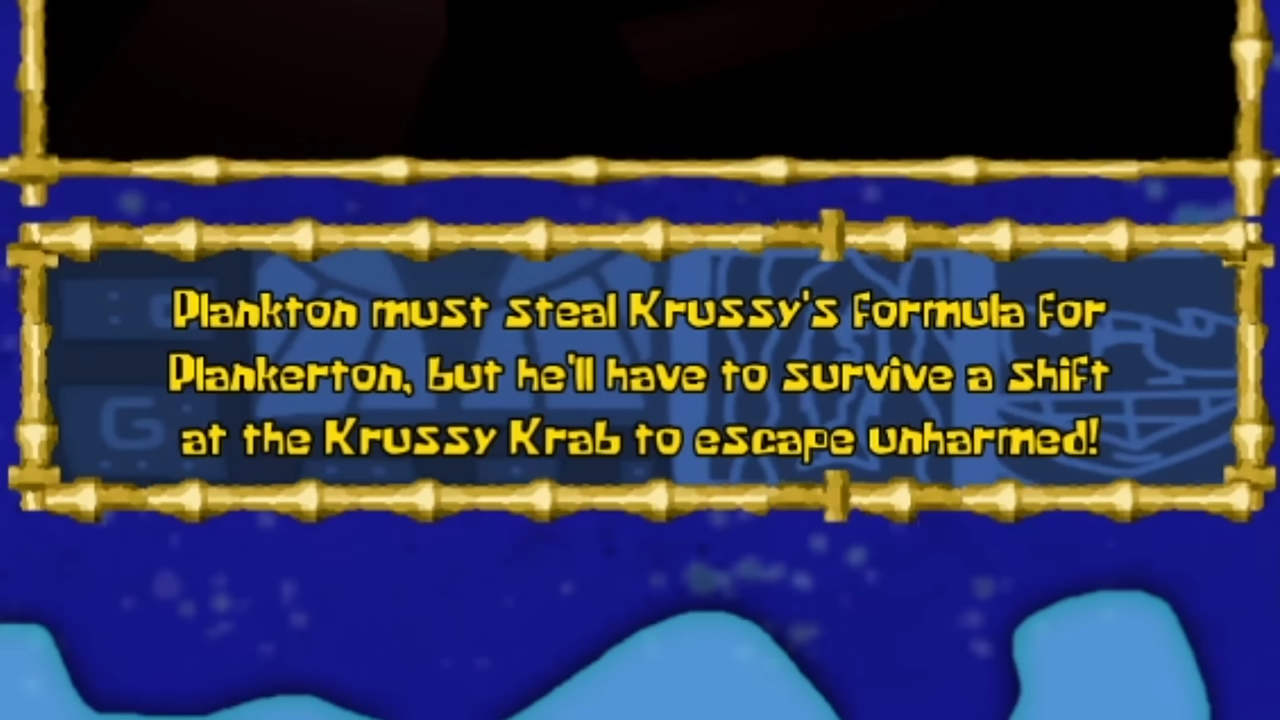 Plankton must steal Krussy's formula for
Plankerton, but he'll have to survive a shift
at the Krussy Krab to escape unharmed!
G